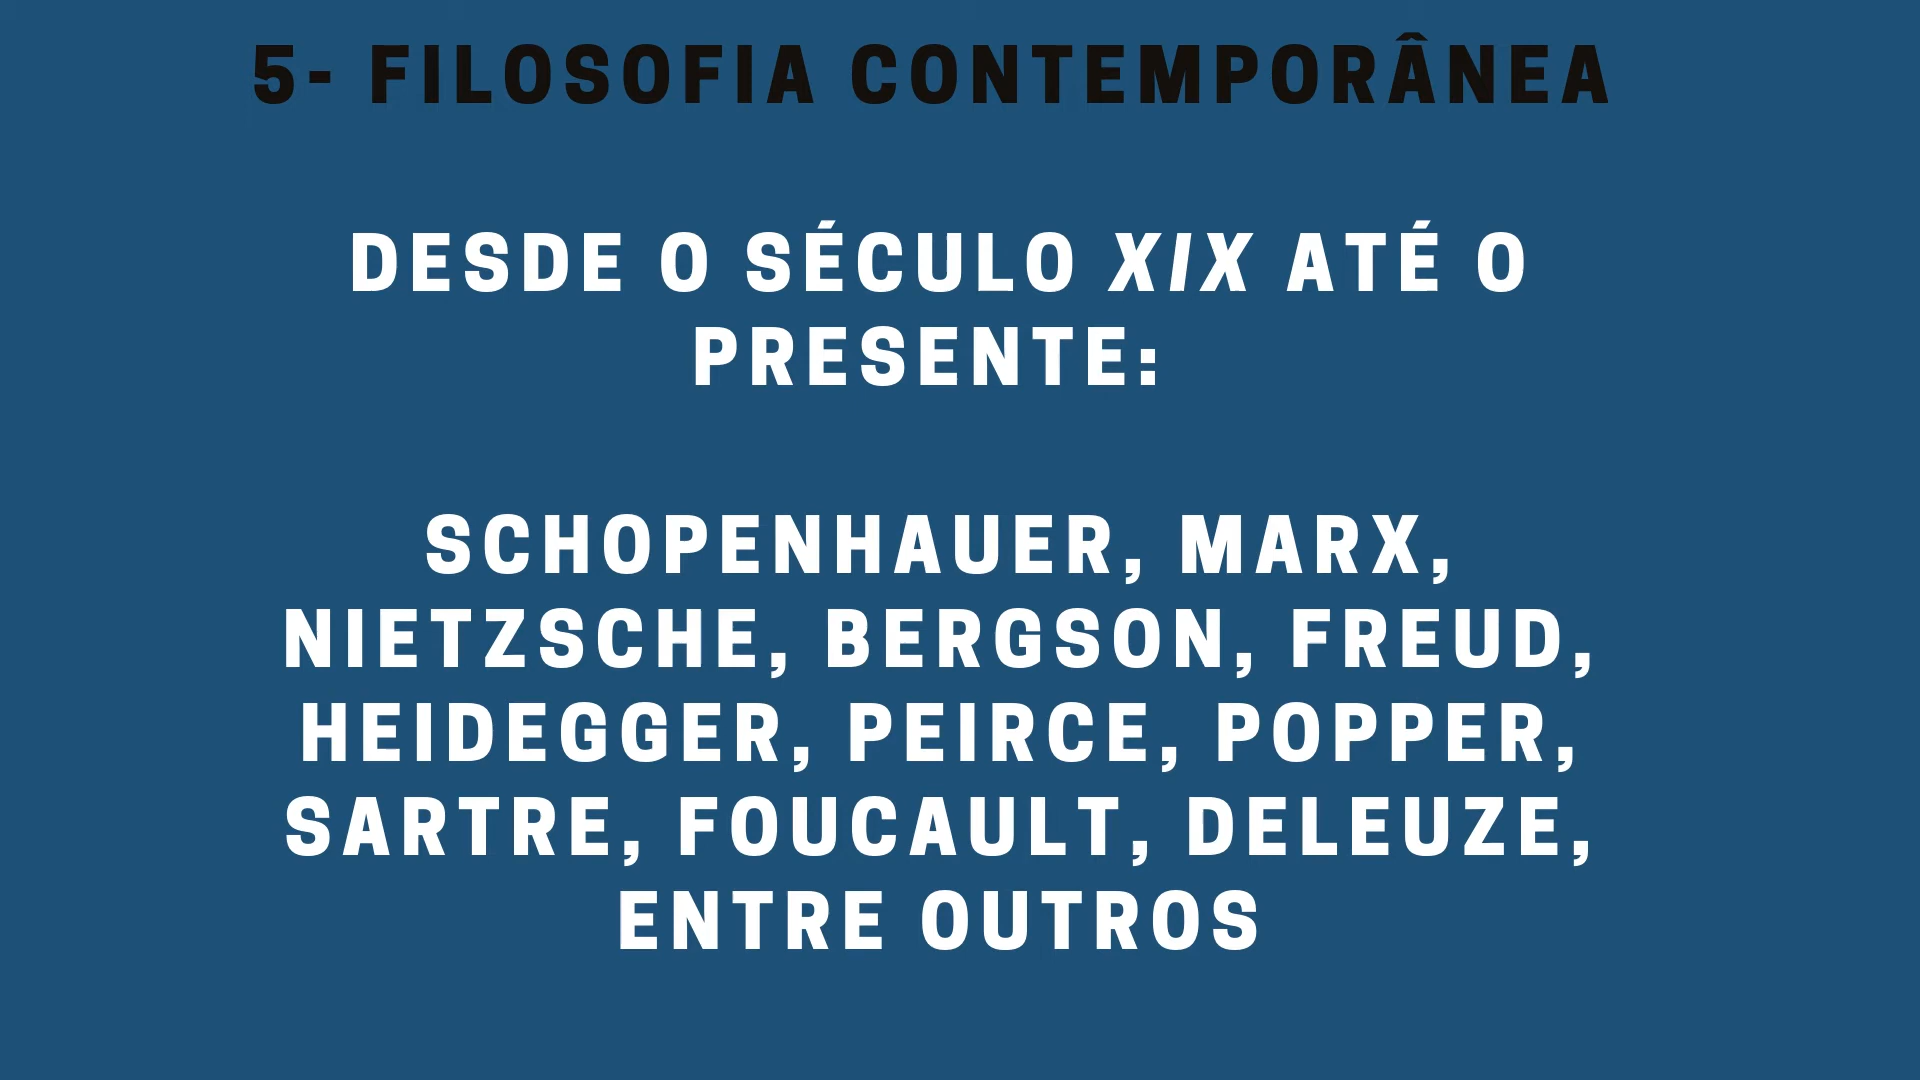 5- FILOSOFIA CONTEMPORÂNEA
DESDE O SÉCULO XIX ATÉ O
PRESENTE:
SCHOPENHAUER, MARX,
NIETZSCHE, BERGSON, FREUD,
HEIDEGGER, PEIRCE, POPPER,
SARTRE, FOUCAULT, DELEUZE,
ENTRE OUTROS